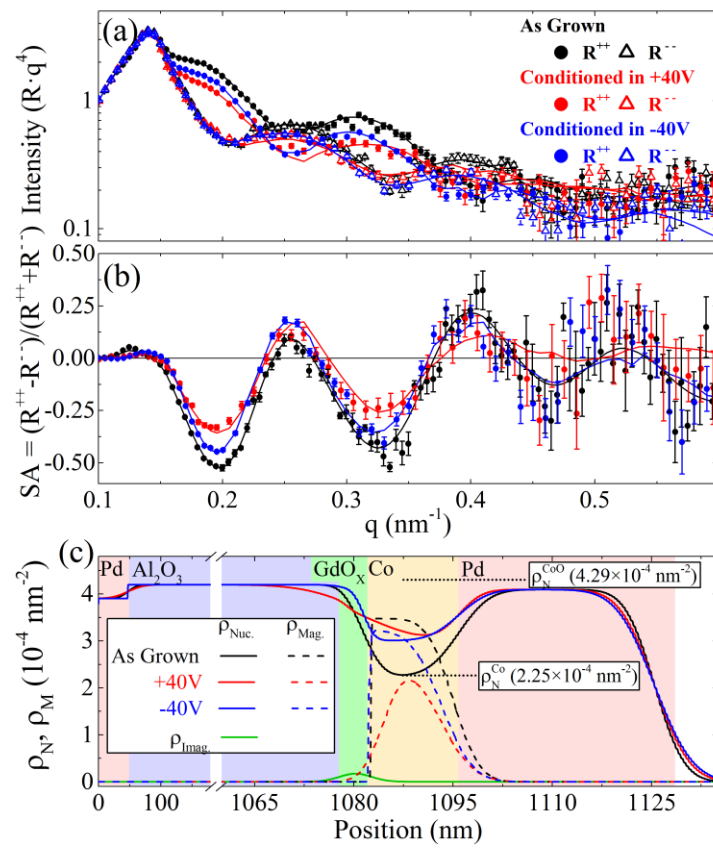 (a)
As Grown
R++ R--
Conditioned in +40V
R++ R--
Conditioned in -40V
R++ R--
Intensity (R·q4)
1
0.1
(b)
SA = (R++-R--)/(R+++R--)
0.50
0.25
0.00
-0.25
-0.50
0.1 0.2 0.3 0.4 0.5
q (nm-1)
(c)
Pd Al2O3 GdOX Co Pd
ρN, ρM (10-4 nm-2)
4
3
2
1
0
ρNCoO (4.29×10-4 nm-2)
ρNCo (2.25×10-4 nm-2)
ρNuc. ρMag.
As Grown
+40V
-40V
ρImag.
0 100 1065 1080 1095 1110 1125
Position (nm)